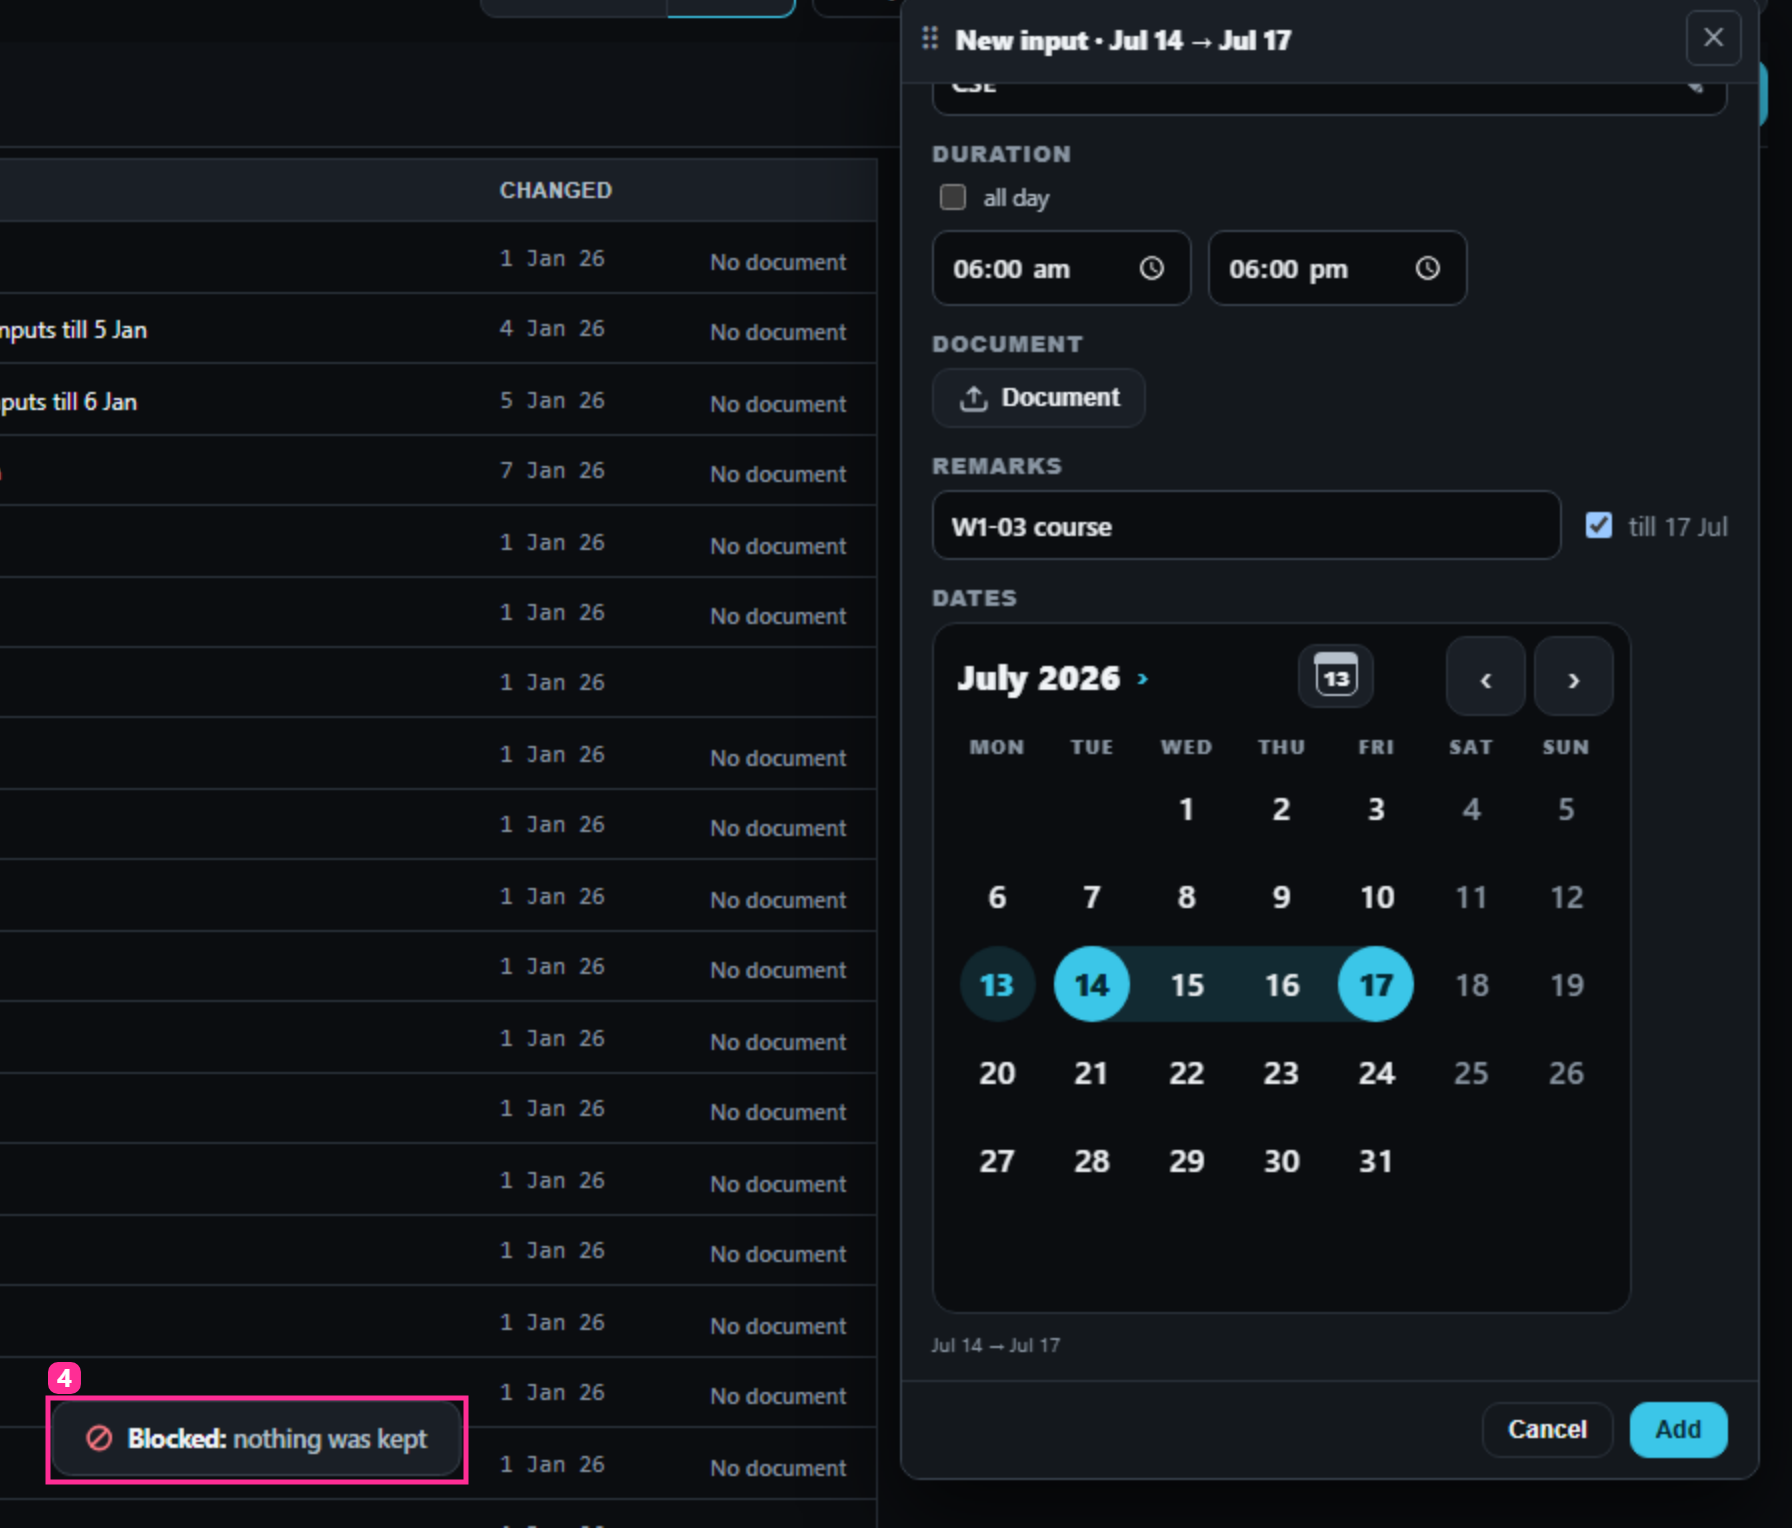 New input • Jul 14 → Jul 17
CSE
DURATION
all day
06:00 am
06:00 pm
DOCUMENT
Document
REMARKS
W1-03 course
till 17 Jul
DATES
July 2026 ›
13
‹
›
MON TUE WED THU FRI SAT SUN
1 2 3 4 5
6 7 8 9 10 11 12
13 14 15 16 17 18 19
20 21 22 23 24 25 26
27 28 29 30 31
Jul 14 → Jul 17
Cancel
Add
CHANGED
1 Jan 26 No document
nputs till 5 Jan 4 Jan 26 No document
puts till 6 Jan 5 Jan 26 No document
7 Jan 26 No document
1 Jan 26 No document
1 Jan 26 No document
1 Jan 26
1 Jan 26 No document
1 Jan 26 No document
1 Jan 26 No document
1 Jan 26 No document
1 Jan 26 No document
1 Jan 26 No document
1 Jan 26 No document
1 Jan 26 No document
1 Jan 26 No document
1 Jan 26 No document
1 Jan 26 No document
4
Blocked: nothing was kept